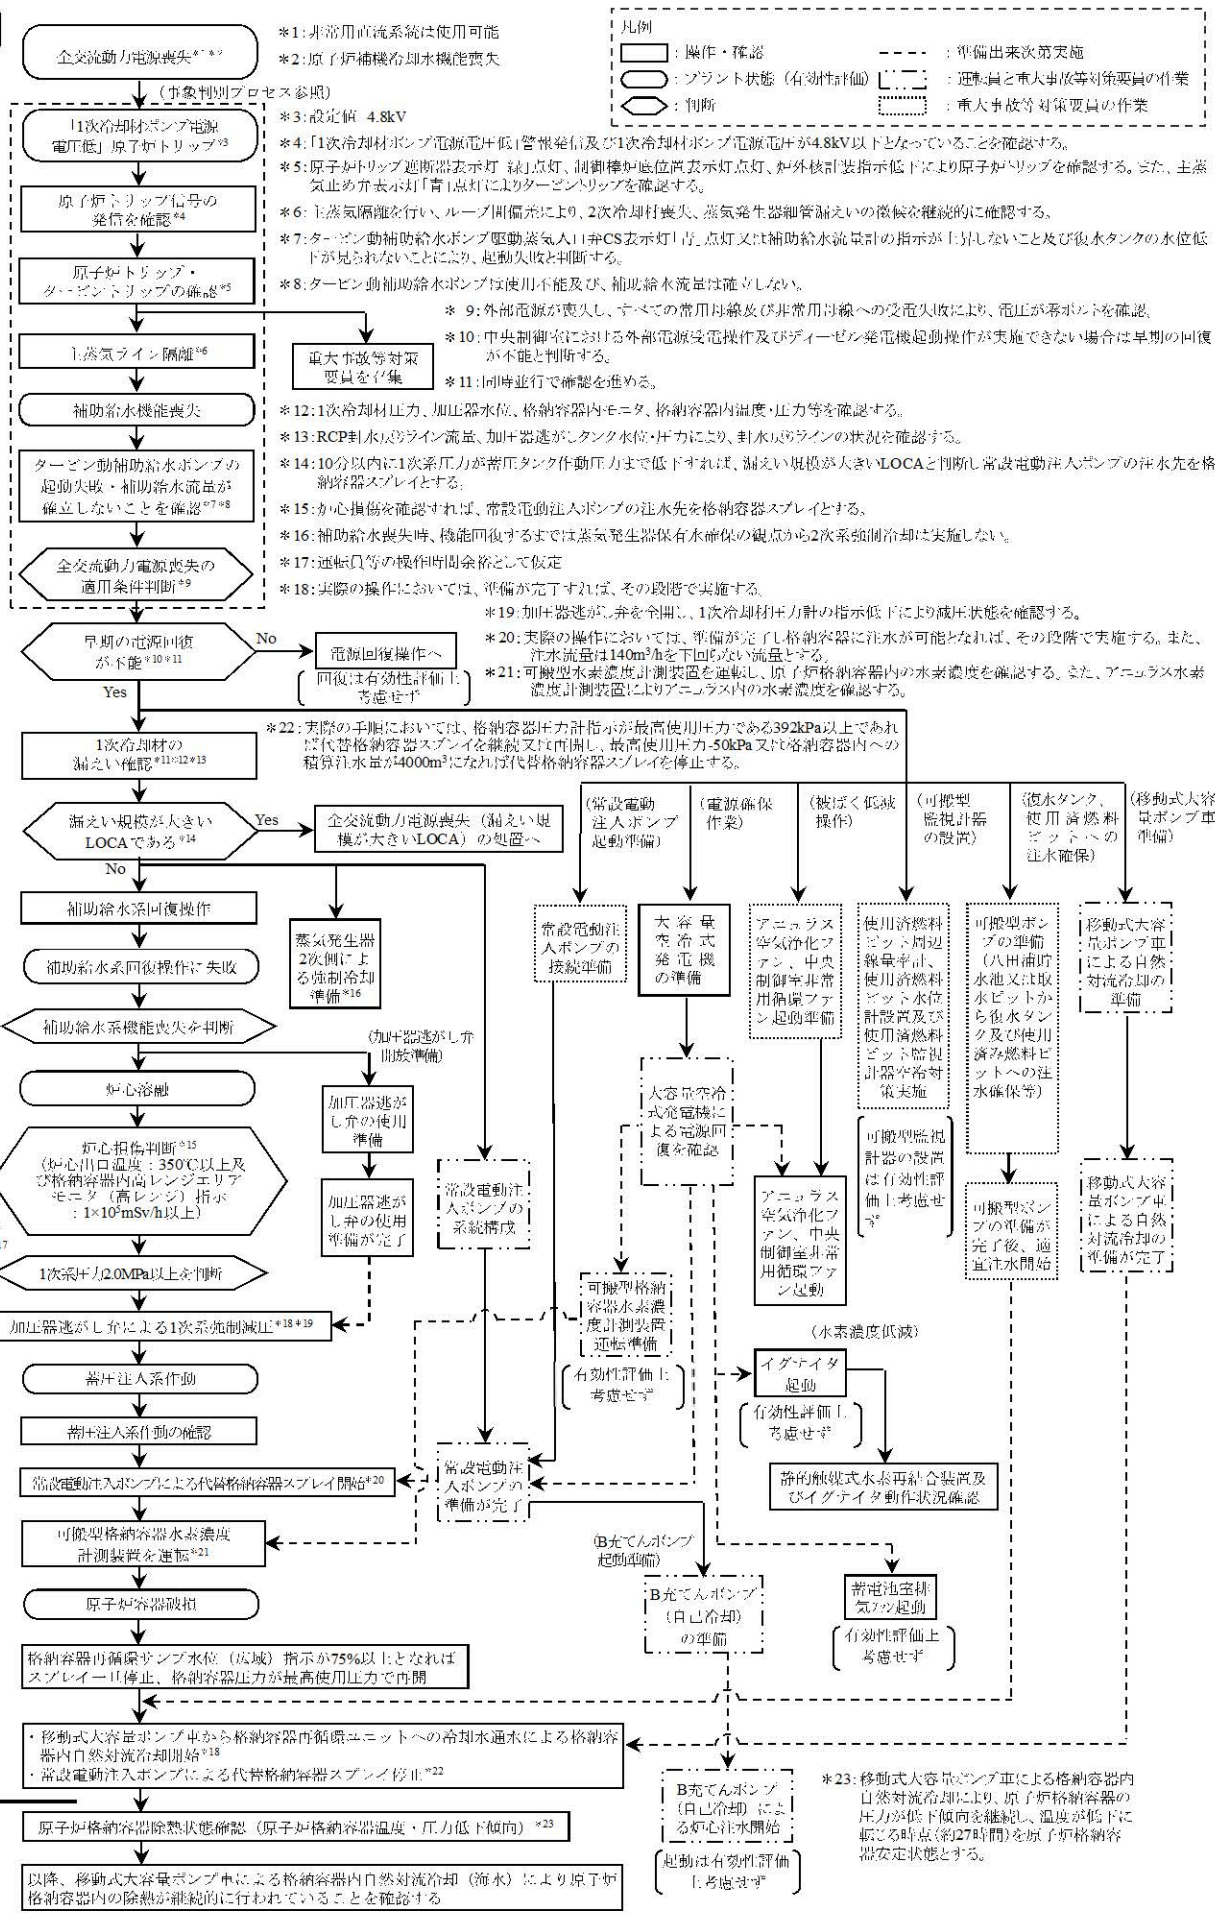 全交流動力電源喪失*1 *2
*1:非常用直流系統は使用可能
*2:原子炉補機冷却水機能喪失
凡例
:操作・確認
:準備出来次第実施
:プラント状態（有効性評価）
:運転員と重大事故等対策要員の作業
:判断
:重大事故等対策要員の作業
（事象判別プロセス参照）
「1次冷却材ポンプ電源
電圧低」原子炉トリップ*3
原子炉トリップ信号の
発信を確認*4
原子炉トリップ・
タービントリップの確認*5
主蒸気ライン隔離*6
重大事故等対策
要員を召集
補助給水機能喪失
タービン動補助給水ポンプの
起動失敗・補助給水流量が
確立しないことを確認*7 *8
全交流動力電源喪失の
適用条件判断*9
*3:設定値 4.8kV
*4:「1次冷却材ポンプ電源電圧低」警報発信及び1次冷却材ポンプ電源電圧が4.8kV以下となっていることを確認する。
*5:原子炉トリップ遮断器表示灯「緑」点灯、制御棒炉底位置表示灯点灯、炉外核計装指示低下により原子炉トリップを確認する。また、主蒸
気止め弁表示灯「青」点灯によりタービントリップを確認する。
*6:主蒸気隔離を行い、ループ間偏差により、2次冷却材喪失、蒸気発生器細管漏えいの徴候を継続的に確認する。
*7:タービン動補助給水ポンプ駆動蒸気入口弁CS表示灯「青」点灯又は補助給水流量計の指示が上昇しないこと及び復水タンクの水位低
下が見られないことにより、起動失敗と判断する。
*8:タービン動補助給水ポンプは使用不能及び、補助給水流量は確立しない。
*9:外部電源が喪失し、すべての常用母線及び非常用母線への受電失敗により、電圧が零ボルトを確認。
*10:中央制御室における外部電源受電操作及びディーゼル発電機起動操作が実施できない場合は早期の回復
が不能と判断する。
*11:同時並行で確認を進める。
*12:1次冷却材圧力、加圧器水位、格納容器内モニタ、格納容器内温度・圧力等を確認する。
*13:RCP封水戻りライン流量、加圧器逃がしタンク水位・圧力により、封水戻りラインの状況を確認する。
*14:10分以内に1次系圧力が蓄圧タンク作動圧力まで低下すれば、漏えい規模が大きいLOCAと判断し常設電動注入ポンプの注水先を格
納容器スプレイとする。
*15:炉心損傷を確認すれば、常設電動注入ポンプの注水先を格納容器スプレイとする。
*16:補助給水喪失時、機能回復するまでは蒸気発生器保有水確保の観点から2次系強制冷却は実施しない。
*17:運転員等の操作時間余裕として仮定
*18:実際の操作においては、準備が完了すれば、その段階で実施する。
*19:加圧器逃がし弁を全開し、1次冷却材圧力計の指示低下により減圧状態を確認する。
*20:実際の操作においては、準備が完了し格納容器に注水が可能となれば、その段階で実施する。また、
注水流量は140m³/hを下回らない流量とする。
*21:可搬型水素濃度計測装置を運転し、原子炉格納容器内の水素濃度を確認する。また、アニュラス水素
濃度計測装置によりアニュラス内の水素濃度を確認する。
*22:実際の手順においては、格納容器圧力計指示が最高使用圧力である392kPa以上であれ
ば代替格納容器スプレイを継続又は再開し、最高使用圧力-50kPa又は格納容器内への
積算注水量が4000m³になれば代替格納容器スプレイを停止する。
早期の電源回復
が不能*10 *11
No
電源回復操作へ
回復は有効性評価上
考慮せず
Yes
1次冷却材の
漏えい確認*11*12 *13
漏えい規模が大きい
LOCAである*14
Yes
全交流動力電源喪失（漏えい規
模が大きいLOCA）の処置へ
No
（常設電動
注入ポンプ
起動準備）
（電源確保
作業）
（被ばく低減
操作）
（可搬型
監視計器
の設置）
（復水タンク、
使用済燃料
ピットへの
注水確保）
（移動式大容
量ポンプ車
準備）
補助給水系回復操作
補助給水系回復操作に失敗
補助給水系機能喪失を判断
蒸気発生器
2次側によ
る強制冷却
準備*16
常設電動注
入ポンプの
接続準備
大容量
空冷式
発電機
の準備
アニュラス
空気浄化フ
ァン、中央
制御室非常
用循環ファ
ン起動準備
使用済燃料
ピット周辺
線量率計、
使用済燃料
ピット水位
計設置及び
使用済燃料
ピット監視
計器空冷対
策実施
可搬型ポン
プの準備
（八田浦貯
水池又は取
水ピットか
ら復水タン
ク及び使用
済み燃料ピ
ットへの注
水確保等）
移動式大容
量ポンプ車
による自然
対流冷却の
準備
（加圧器逃がし弁
開放準備）
炉心溶融
加圧器逃が
し弁の使用
準備
大容量空冷
式発電機に
よる電源回
復を確認
可搬型監視
計器の設置
は有効性評
価上考慮せ
ず
炉心損傷判断*15
（炉心出口温度：350℃以上及
び格納容器内高レンジエリア
モニタ（高レンジ）指示
：1×10⁵mSv/h以上）
加圧器逃が
し弁の使用
準備が完了
常設電動注
入ポンプの
系統構成
アニュラス
空気浄化フ
ァン、中央
制御室非常
用循環ファ
ン起動
可搬型ポン
プの準備が
完了後、適
宜注水開始
移動式大容
量ポンプ車
による自然
対流冷却の
準備が完了
17
1次系圧力2.0MPa以上を判断
加圧器逃がし弁による1次系強制減圧*18 *19
可搬型格納
容器水素濃
度計測装置
運転準備
有効性評価上
考慮せず
（水素濃度低減）
イグナイタ
起動
有効性評価上
考慮せず
蓄圧注入系作動
蓄圧注入系作動の確認
常設電動注入ポンプによる代替格納容器スプレイ開始*20
常設電動注
入ポンプの
準備が完了
静的触媒式水素再結合装置及
びイグナイタ動作状況確認
可搬型格納容器水素濃度
計測装置を運転*21
（B充てんポンプ
起動準備）
原子炉容器破損
B充てんポンプ
（自己冷却）
の準備
蓄電池室排
気ファン起動
有効性評価上
考慮せず
格納容器再循環サンプ水位（広域）指示が75%以上となれば
スプレイ一旦停止、格納容器圧力が最高使用圧力で再開
・移動式大容量ポンプ車から格納容器再循環ユニットへの冷却水通水による格納容
器内自然対流冷却開始*18
・常設電動注入ポンプによる代替格納容器スプレイ停止*22
B充てんポンプ
（自己冷却）によ
る炉心注水開始
起動は有効性評価
上考慮せず
*23:移動式大容量ポンプ車による格納容器内
自然対流冷却により、原子炉格納容器の
圧力が低下傾向を継続し、温度が低下に
転じる時点（約27時間）を原子炉格納容
器安定状態とする。
原子炉格納容器除熱状態確認（原子炉格納容器温度・圧力低下傾向）*23
以降、移動式大容量ポンプ車による格納容器内自然対流冷却（海水）により原子炉
格納容器内の除熱が継続的に行われていることを確認する